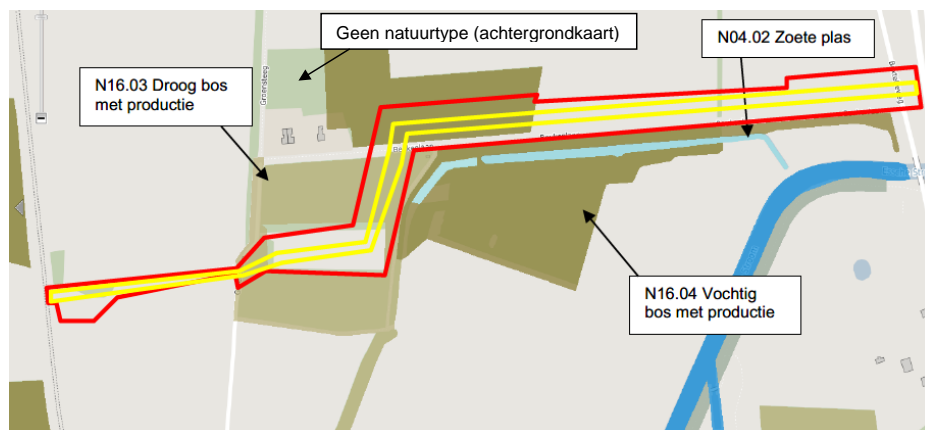 Geen natuurtype (achtergrondkaart)
N04.02 Zoete plas
N16.03 Droog bos
met productie
Groenesteeg
N16.04 Vochtig
bos met productie